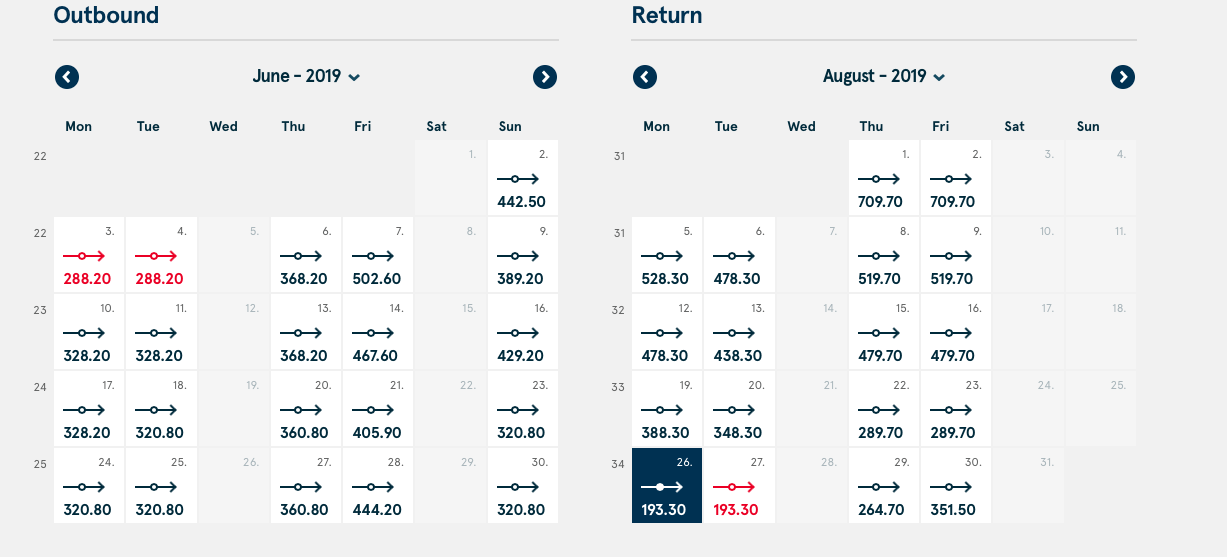 Outbound
June - 2019
Mon Tue Wed Thu Fri Sat Sun
22 1. 2.
442.50
22 3. 4. 5. 6. 7. 8. 9.
288.20 288.20 368.20 502.60 389.20
23 10. 11. 12. 13. 14. 15. 16.
328.20 328.20 368.20 467.60 429.20
24 17. 18. 19. 20. 21. 22. 23.
328.20 320.80 360.80 405.90 320.80
25 24. 25. 26. 27. 28. 29. 30.
320.80 320.80 360.80 444.20 320.80
Return
August - 2019
Mon Tue Wed Thu Fri Sat Sun
31 1. 2. 3. 4.
709.70 709.70
31 5. 6. 7. 8. 9. 10. 11.
528.30 478.30 519.70 519.70
32 12. 13. 14. 15. 16. 17. 18.
478.30 438.30 479.70 479.70
33 19. 20. 21. 22. 23. 24. 25.
388.30 348.30 289.70 289.70
34 26. 27. 28. 29. 30. 31.
193.30 193.30 264.70 351.50